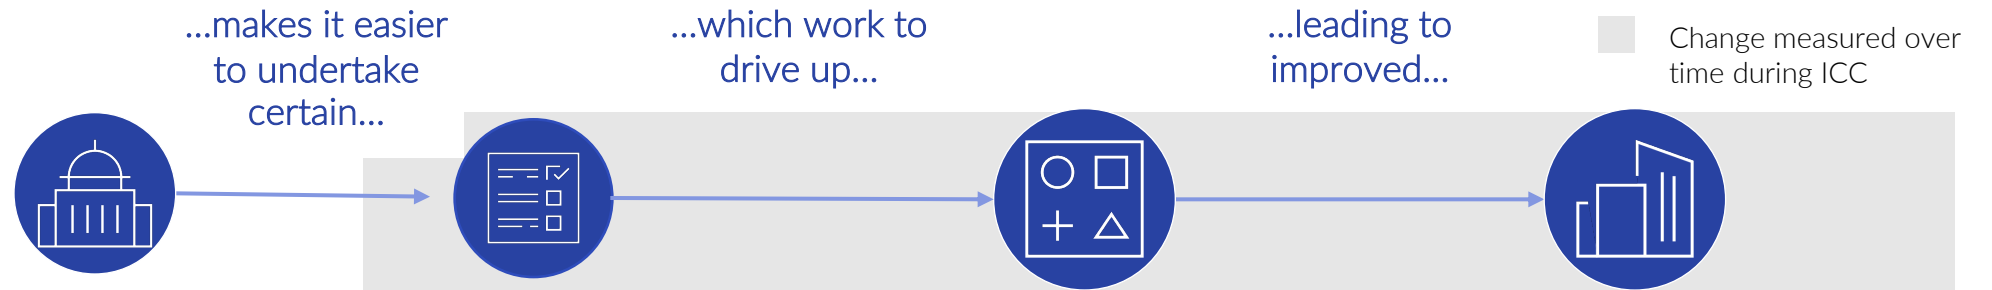 ...makes it easier
to undertake
certain...
...which work to
drive up...
...leading to
improved...
Change measured over
time during ICC